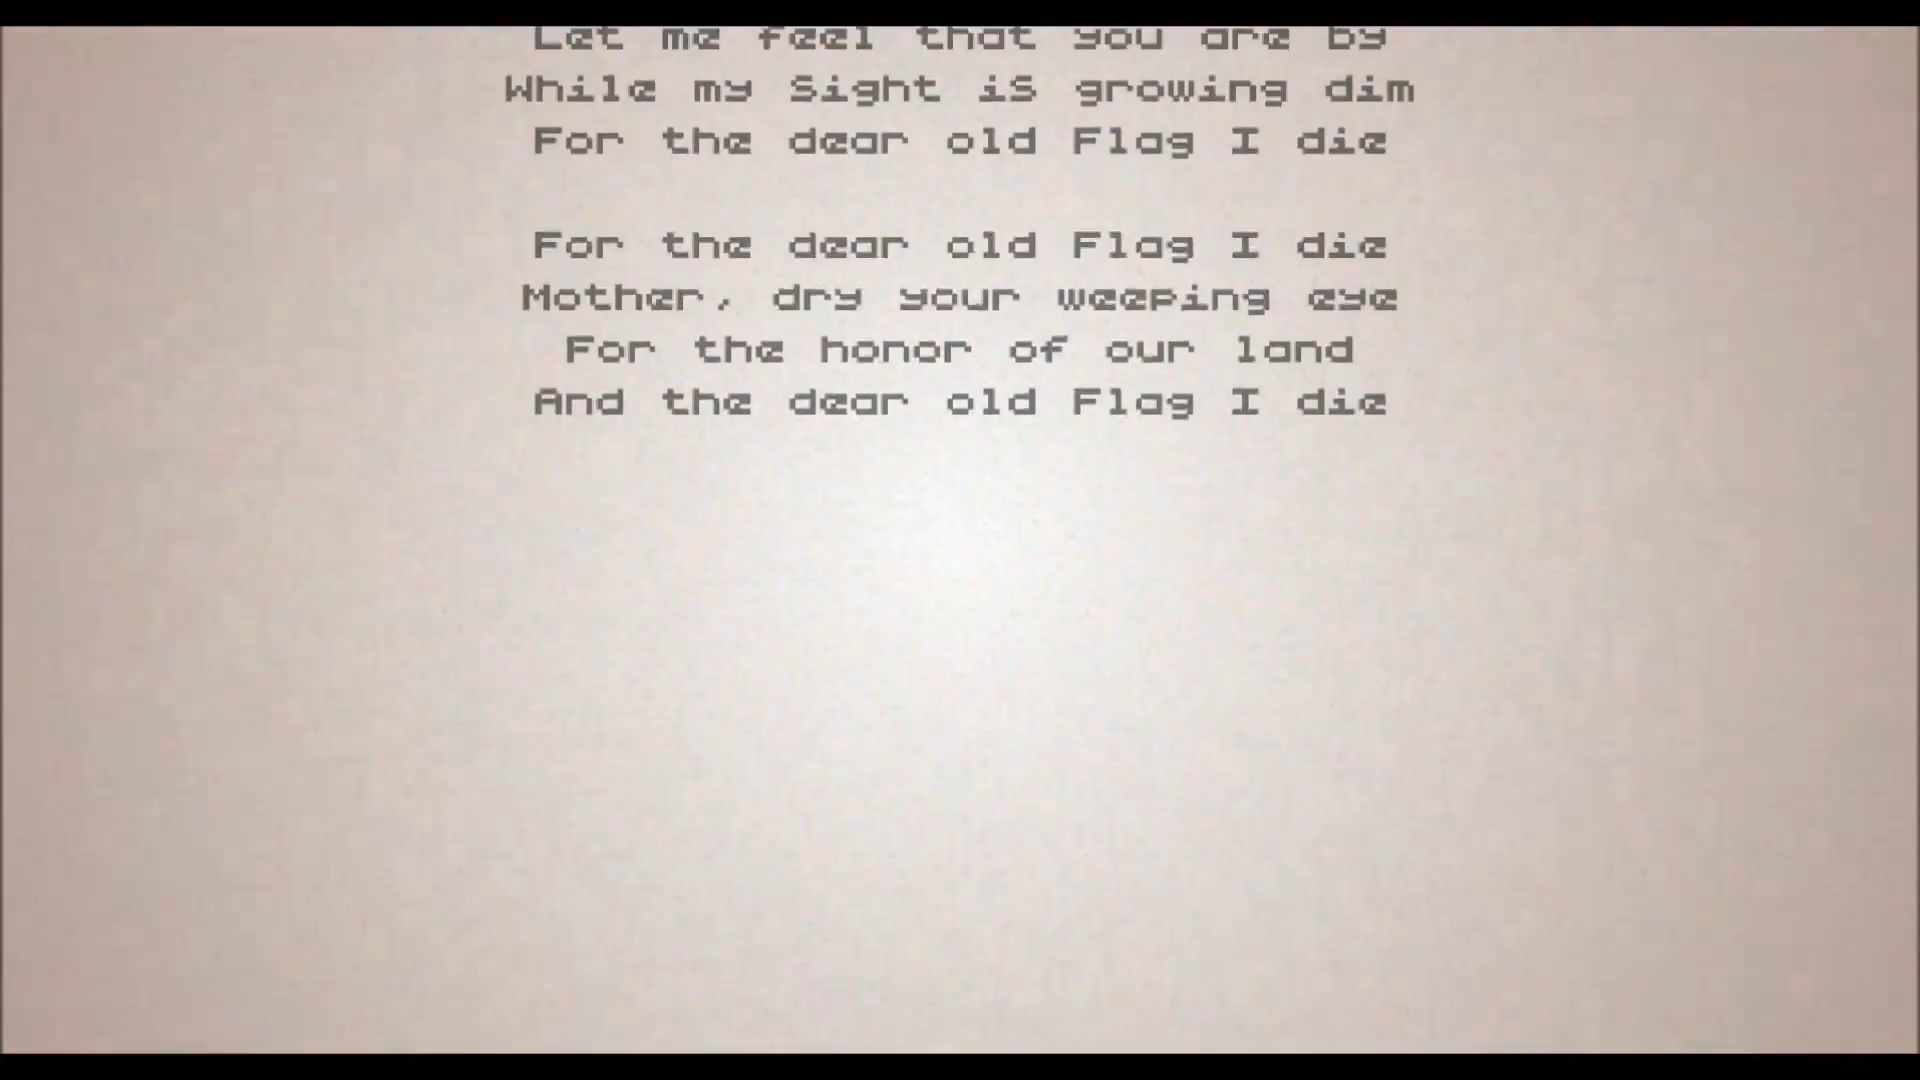 Let me feel that you are by
While my Sight iS growing dim
For the dear old Flag I die
For the dear old Flag I die
Mother, dry your weeping eye
For the honor of our land
And the dear old Flag I die